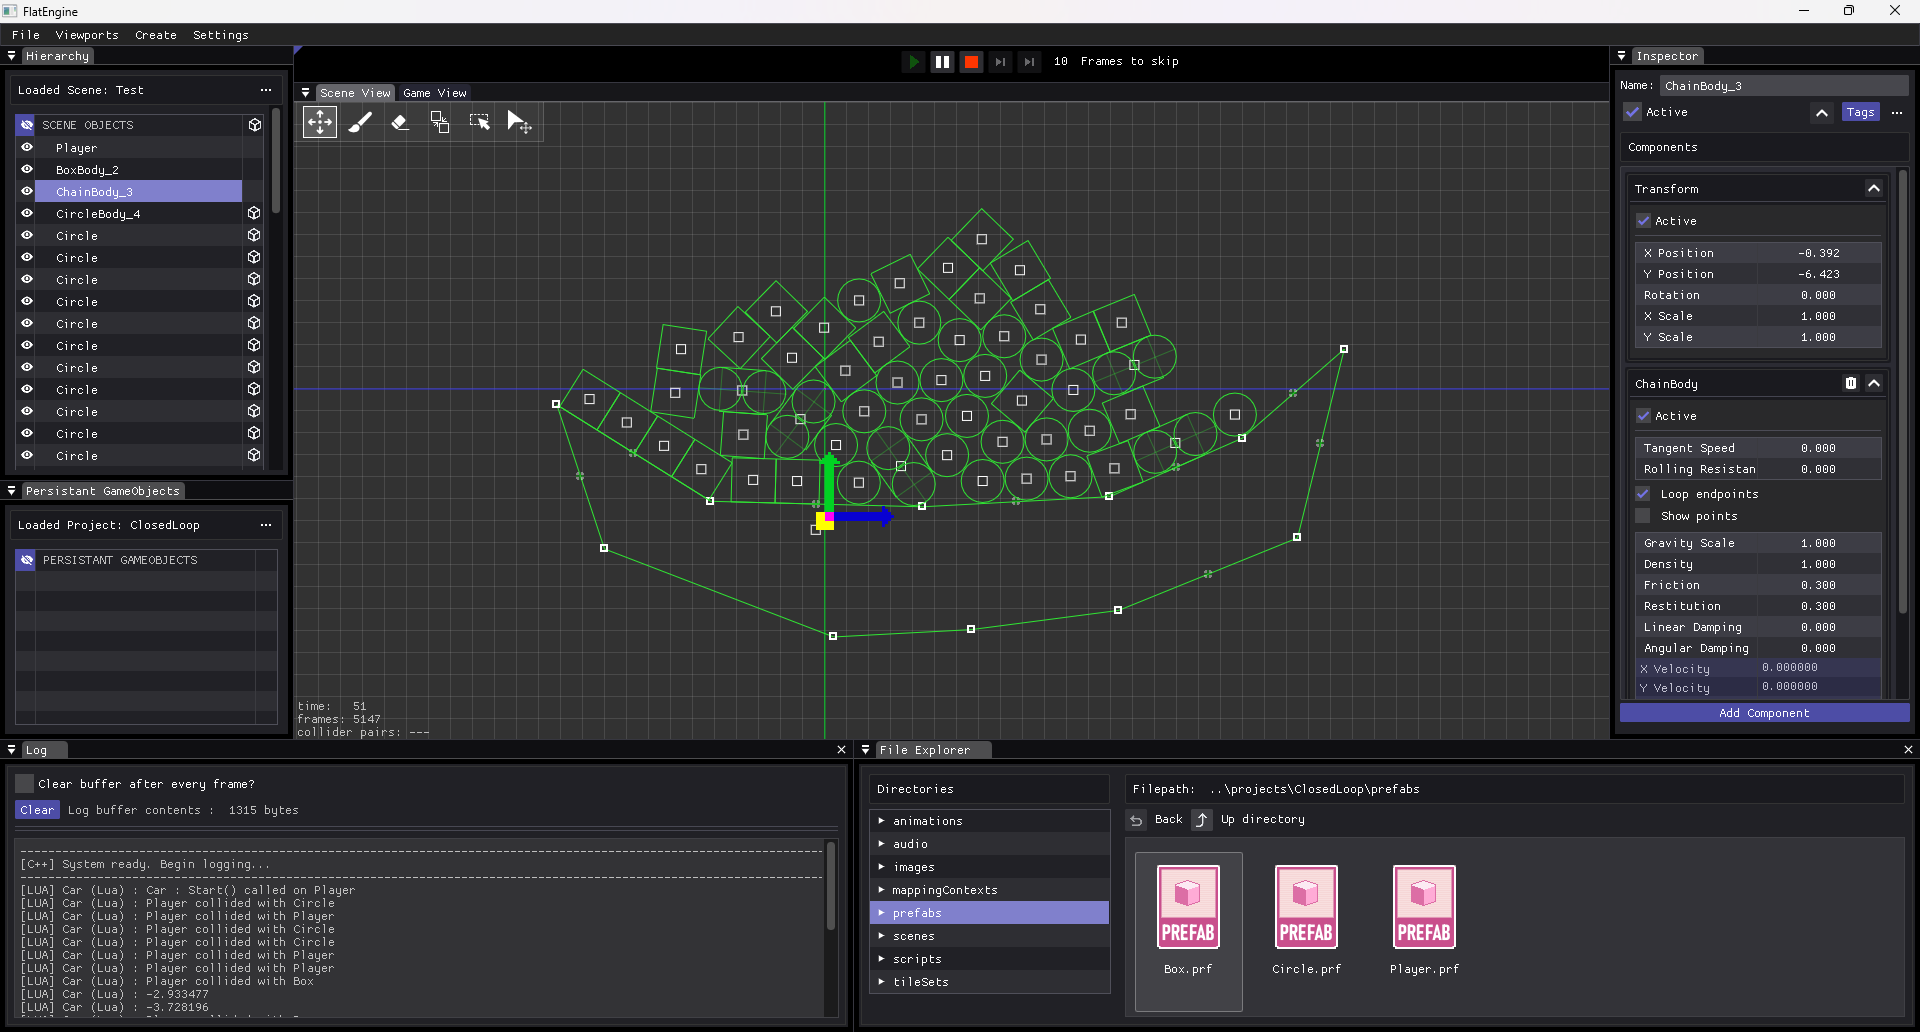 FlatEngine
File Viewports Create Settings
Hierarchy
Loaded Scene: Test
SCENE OBJECTS
Player
BoxBody_2
ChainBody_3
CircleBody_4
Circle
Circle
Circle
Circle
Circle
Circle
Circle
Circle
Circle
Circle
Circle
Persistant GameObjects
Loaded Project: ClosedLoop
PERSISTANT GAMEOBJECTS
10 Frames to skip
Scene View Game View
time: 51
frames: 5147
collider pairs: ---
Inspector
Name: ChainBody_3
Active Tags
Components
Transform
Active
X Position -0.392
Y Position -6.423
Rotation 0.000
X Scale 1.000
Y Scale 1.000
ChainBody
Active
Tangent Speed 0.000
Rolling Resistan 0.000
Loop endpoints
Show points
Gravity Scale 1.000
Density 1.000
Friction 0.300
Restitution 0.300
Linear Damping 0.000
Angular Damping 0.000
X Velocity 0.000000
Y Velocity 0.000000
Add Component
Log
Clear buffer after every frame?
Clear Log buffer contents : 1315 bytes
[C++] System ready. Begin logging...
[LUA] Car (Lua) : Car : Start() called on Player
[LUA] Car (Lua) : Player collided with Circle
[LUA] Car (Lua) : Player collided with Player
[LUA] Car (Lua) : Player collided with Circle
[LUA] Car (Lua) : Player collided with Circle
[LUA] Car (Lua) : Player collided with Player
[LUA] Car (Lua) : Player collided with Player
[LUA] Car (Lua) : Player collided with Box
[LUA] Car (Lua) : -2.933477
[LUA] Car (Lua) : -3.728196
File Explorer
Directories
animations
audio
images
mappingContexts
prefabs
scenes
scripts
tileSets
Filepath: ..\projects\ClosedLoop\prefabs
Back Up directory
PREFAB PREFAB PREFAB
Box.prf Circle.prf Player.prf